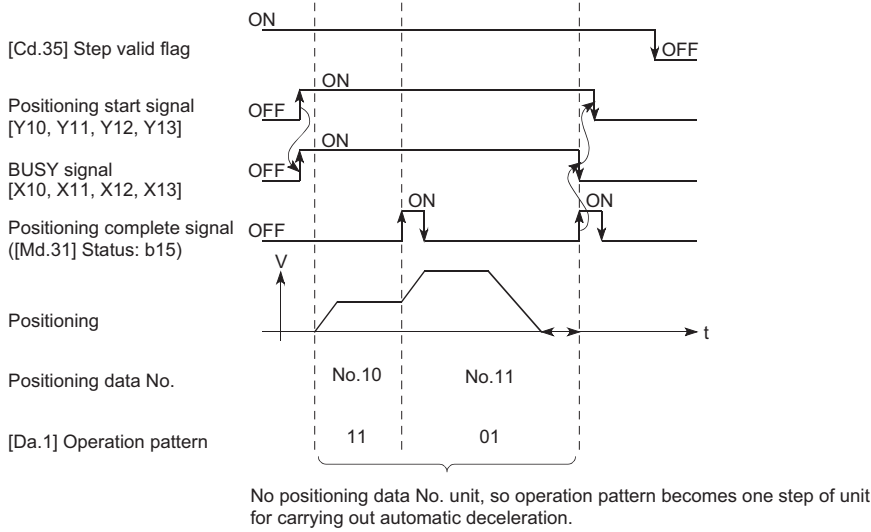 ON
[Cd.35] Step valid flag
OFF
ON
Positioning start signal
[Y10, Y11, Y12, Y13]
OFF
ON
BUSY signal
[X10, X11, X12, X13]
OFF
ON
ON
Positioning complete signal
([Md.31] Status: b15)
OFF
V
Positioning
t
Positioning data No.
No.10
No.11
[Da.1] Operation pattern
11
01
No positioning data No. unit, so operation pattern becomes one step of unit
for carrying out automatic deceleration.